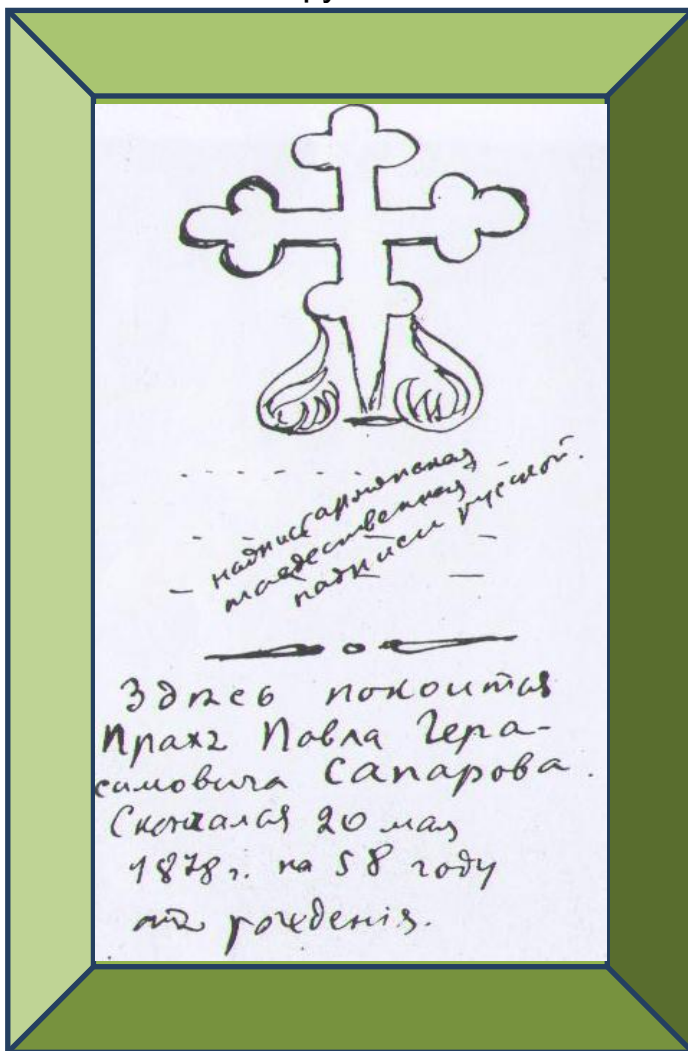 надпись армянская
тождественная
надписи русской.
Здѣсь покоится
Прахъ Павла Гера-
симовича Сапарова.
Скончался 20 мая
1878 г. на 58 году
отъ рожденія.